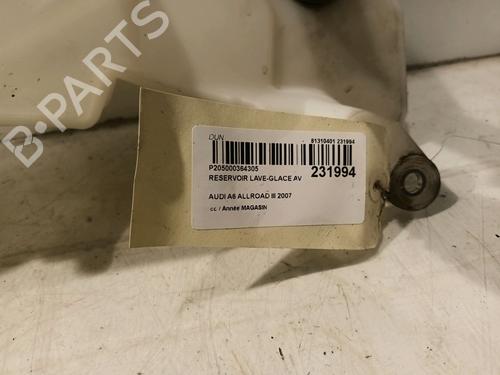 B-PARTS
DUN
81310401 231994
P205000364305
RESERVOIR LAVE-GLACE AV
231994
AUDI A6 ALLROAD III 2007
cc / Année MAGASIN